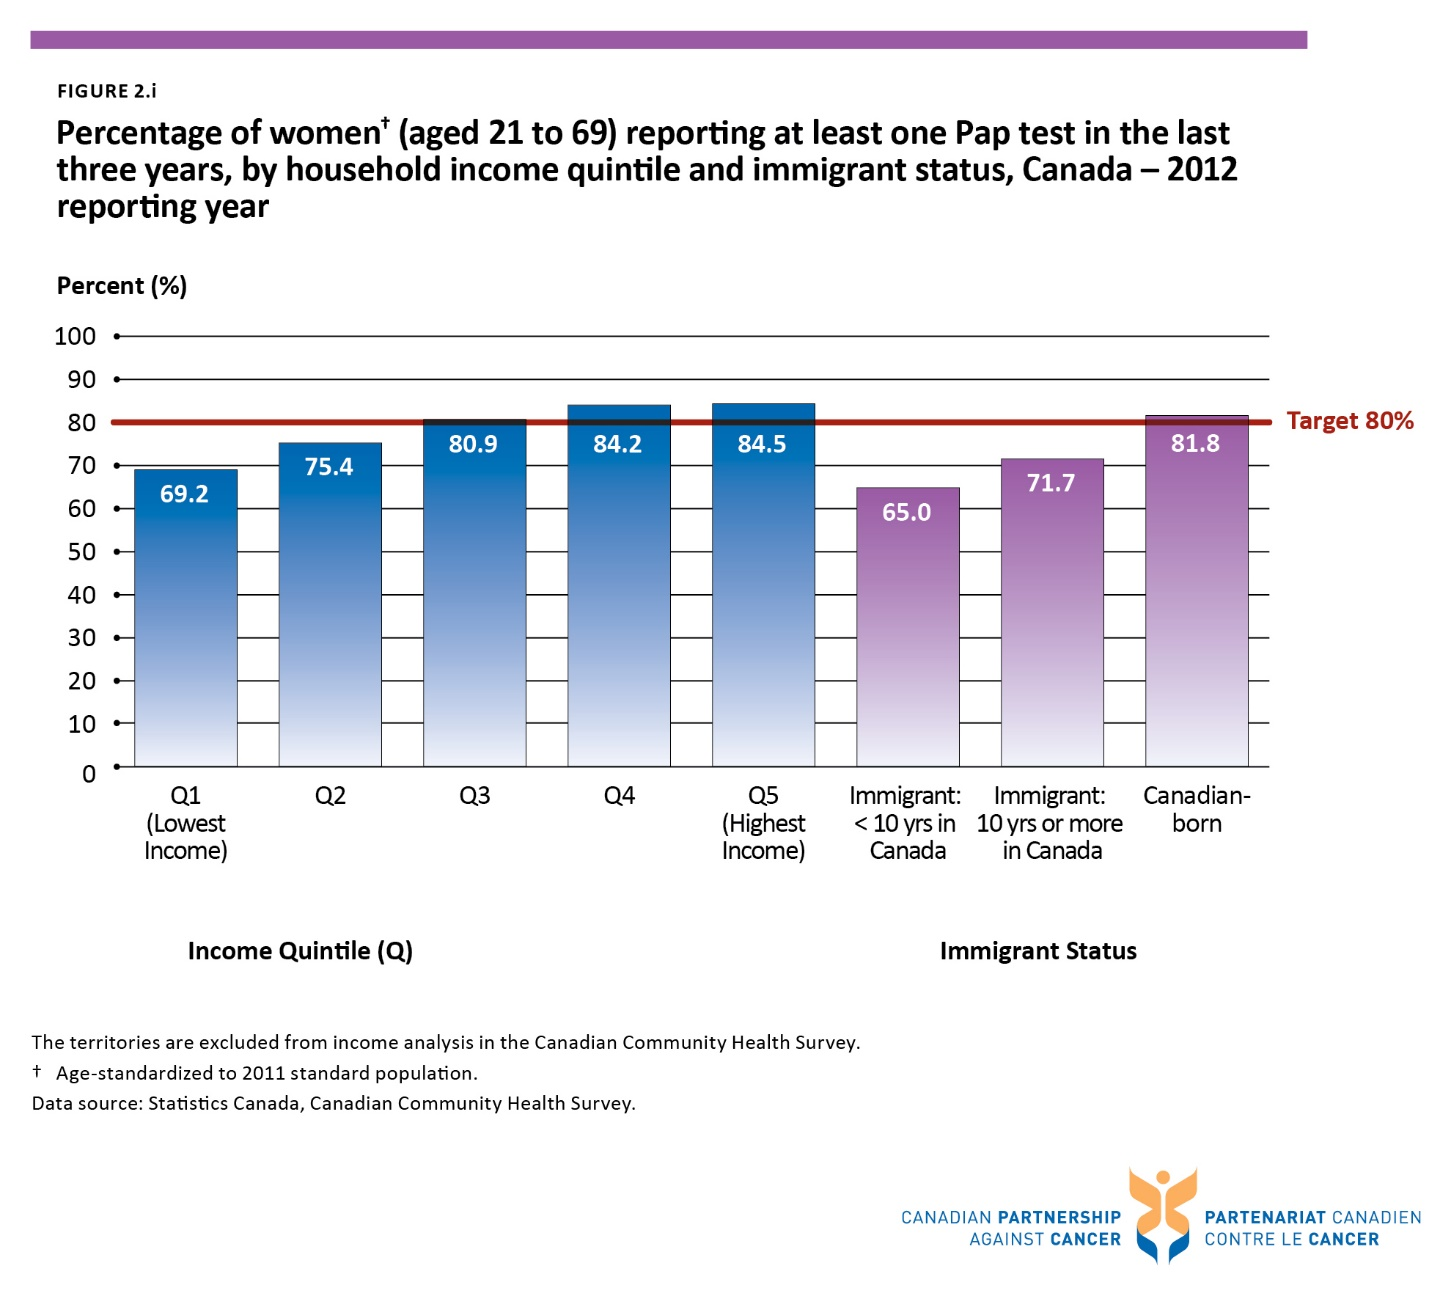 FIGURE 2.i
Percentage of women† (aged 21 to 69) reporting at least one Pap test in the last
three years, by household income quintile and immigrant status, Canada – 2012
reporting year
Percent (%)
100
90
80
70
60
50
40
30
20
10
0
Target 80%
69.2
75.4
80.9
84.2
84.5
65.0
71.7
81.8
Q1
(Lowest
Income)
Q2
Q3
Q4
Q5
(Highest
Income)
Immigrant:
< 10 yrs in
Canada
Immigrant:
10 yrs or more
in Canada
Canadian-
born
Income Quintile (Q)
Immigrant Status
The territories are excluded from income analysis in the Canadian Community Health Survey.
† Age-standardized to 2011 standard population.
Data source: Statistics Canada, Canadian Community Health Survey.
CANADIAN PARTNERSHIP
AGAINST CANCER
PARTENARIAT CANADIEN
CONTRE LE CANCER